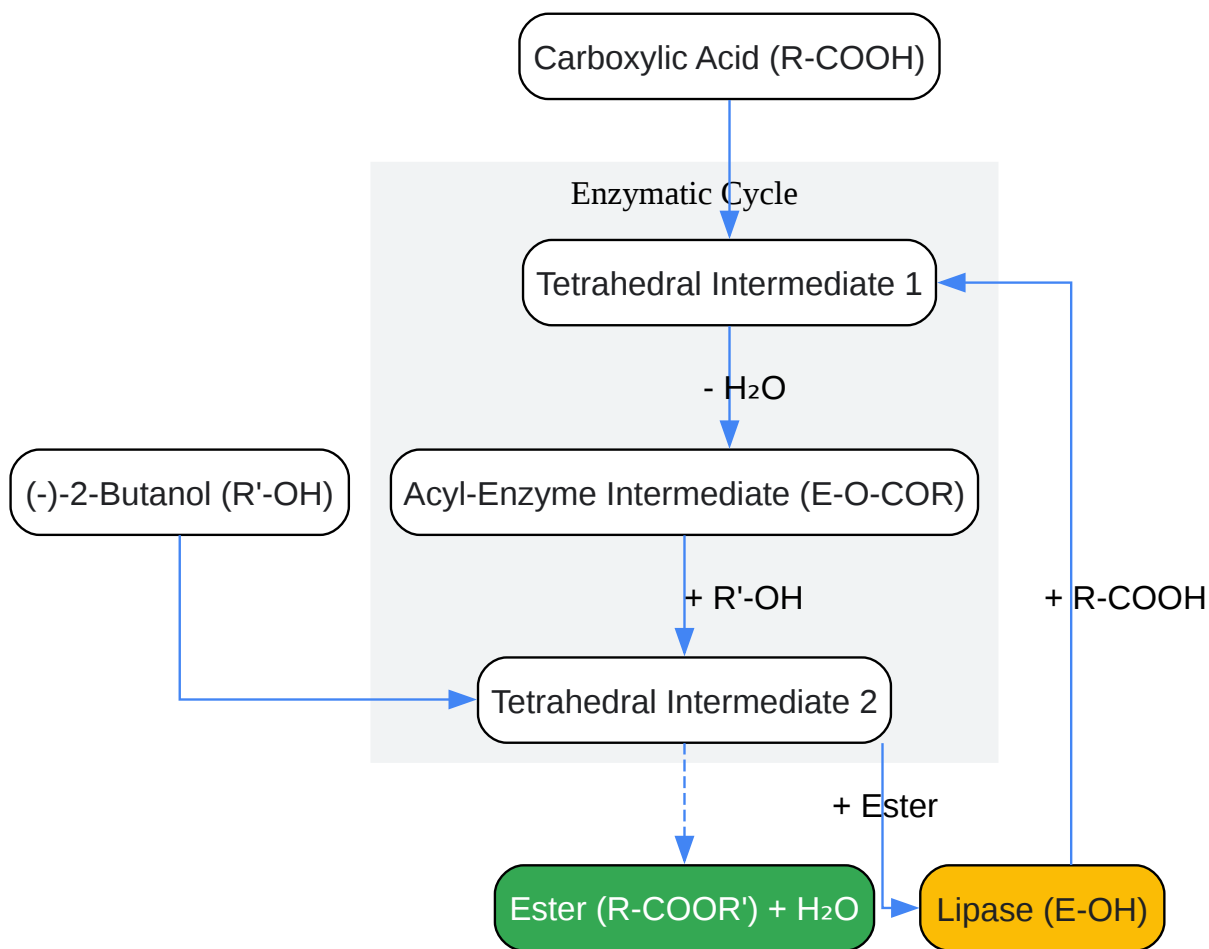 Carboxylic Acid (R-COOH)
Enzymatic Cycle
Tetrahedral Intermediate 1
- H₂O
(-)-2-Butanol (R'-OH)
Acyl-Enzyme Intermediate (E-O-COR)
+ R'-OH
+ R-COOH
Tetrahedral Intermediate 2
+ Ester
Ester (R-COOR') + H₂O
Lipase (E-OH)